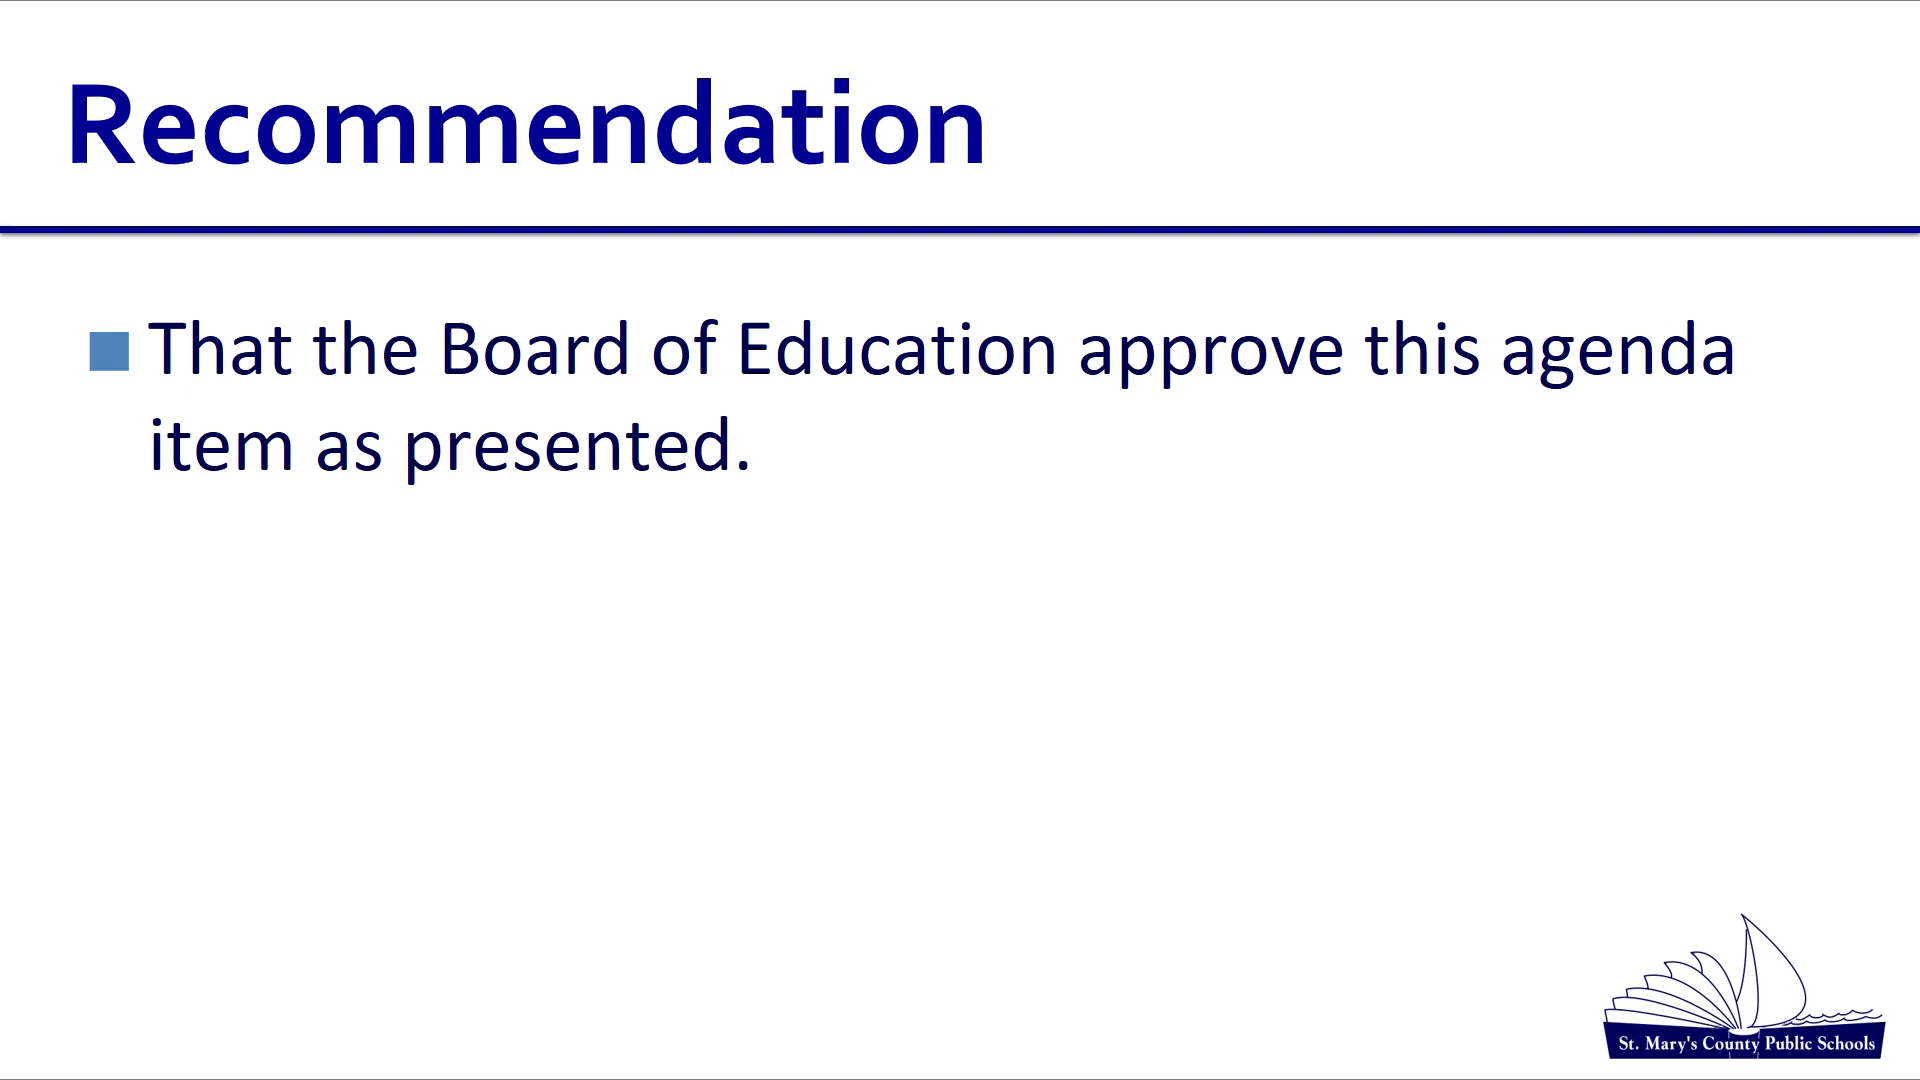 Recommendation
That the Board of Education approve this agenda
item as presented.
St. Mary's County Public Schools